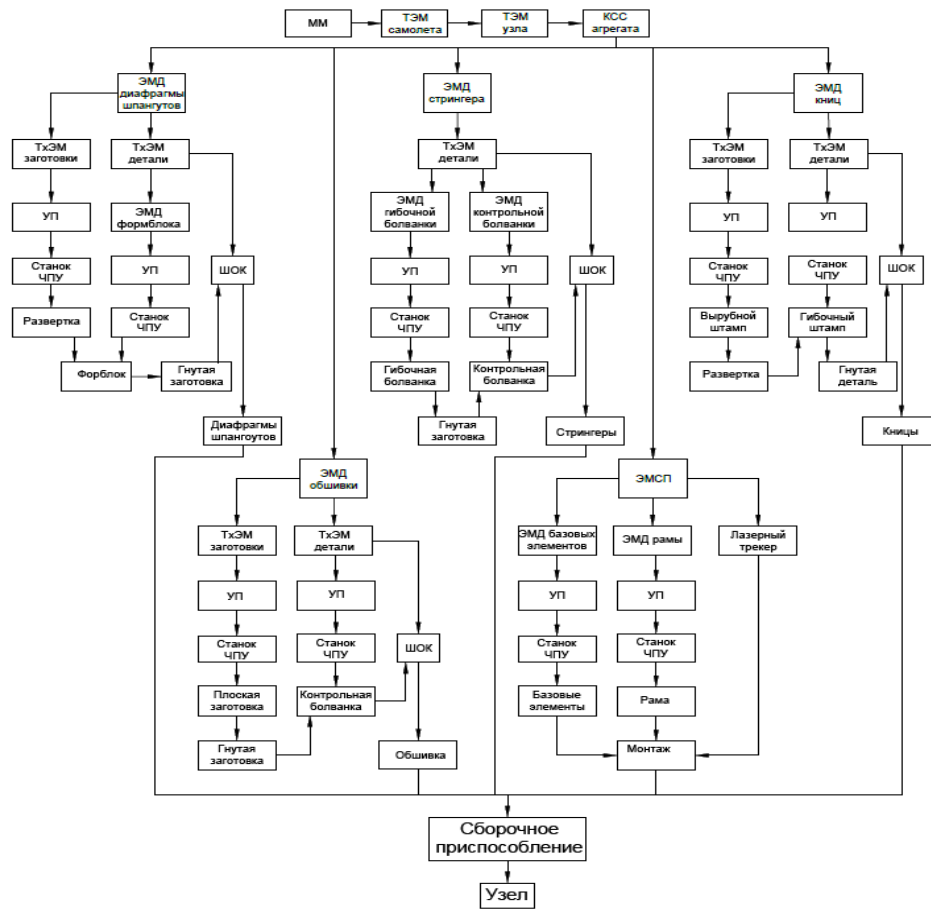 ММ
ТЭМ
самолета
ТЭМ
узла
КСС
агрегата
ЭМД
диафрагмы
шпангутов
ТхЭМ
заготовки
ТхЭМ
детали
УП
ЭМД
формблока
Станок
ЧПУ
УП
ШОК
Развертка
Станок
ЧПУ
Форблок
Гнутая
заготовка
Диафрагмы
шпангоутов
ЭМД
стрингера
ТхЭМ
детали
ЭМД
гибочной
болванки
ЭМД
контрольной
болванки
УП
УП
ШОК
Станок
ЧПУ
Станок
ЧПУ
Гибочная
болванка
Контрольная
болванка
Гнутая
заготовка
Стрингеры
ЭМД
книц
ТхЭМ
заготовки
ТхЭМ
детали
УП
УП
Станок
ЧПУ
Станок
ЧПУ
ШОК
Вырубной
штамп
Гибочный
штамп
Развертка
Гнутая
деталь
Кницы
ЭМД
обшивки
ТхЭМ
заготовки
ТхЭМ
детали
УП
УП
Станок
ЧПУ
Станок
ЧПУ
ШОК
Плоская
заготовка
Контрольная
болванка
Гнутая
заготовка
Обшивка
ЭМСП
ЭМД базовых
элементов
ЭМД рамы
Лазерный
трекер
УП
УП
Станок
ЧПУ
Станок
ЧПУ
Базовые
элементы
Рама
Монтаж
Сборочное
приспособление
Узел